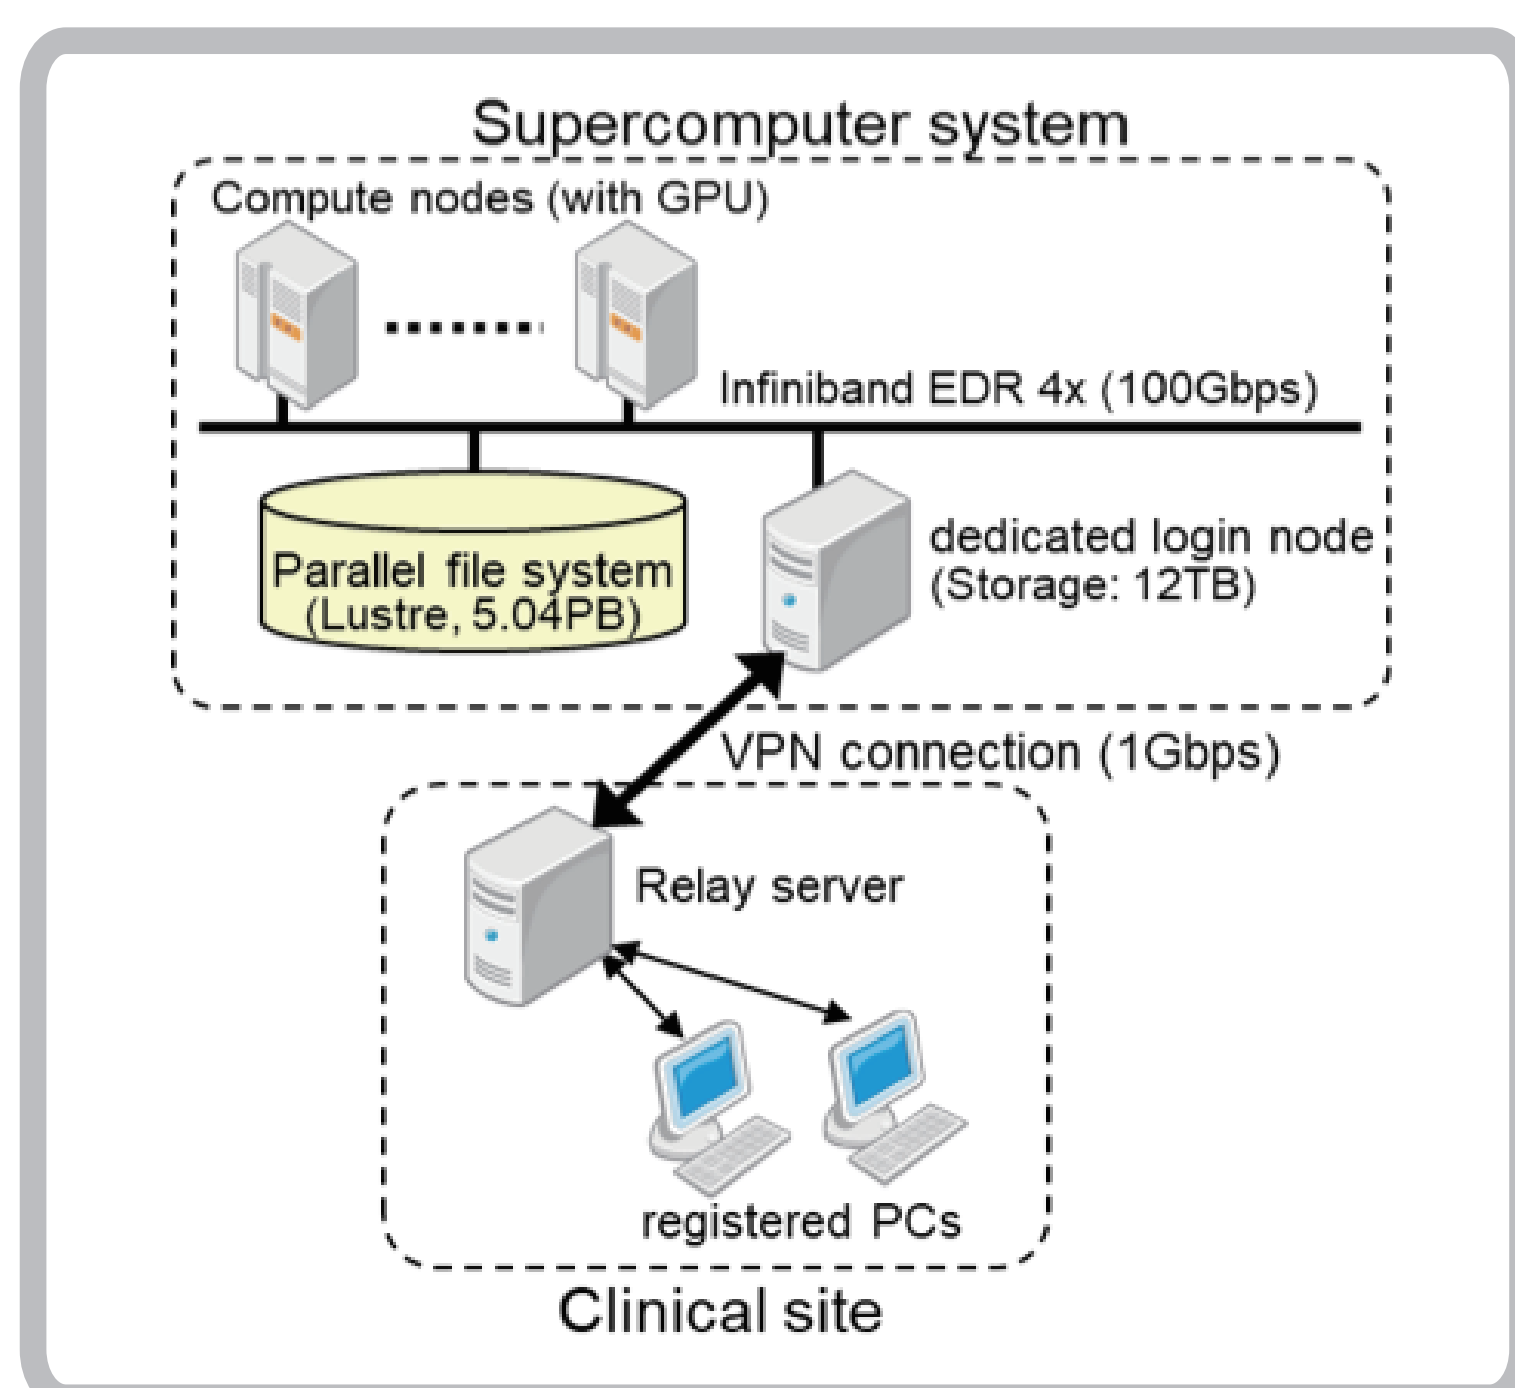 Supercomputer system
Compute nodes (with GPU)
Infiniband EDR 4x (100Gbps)
Parallel file system
(Lustre, 5.04PB)
dedicated login node
(Storage: 12TB)
VPN connection (1Gbps)
Relay server
registered PCs
Clinical site